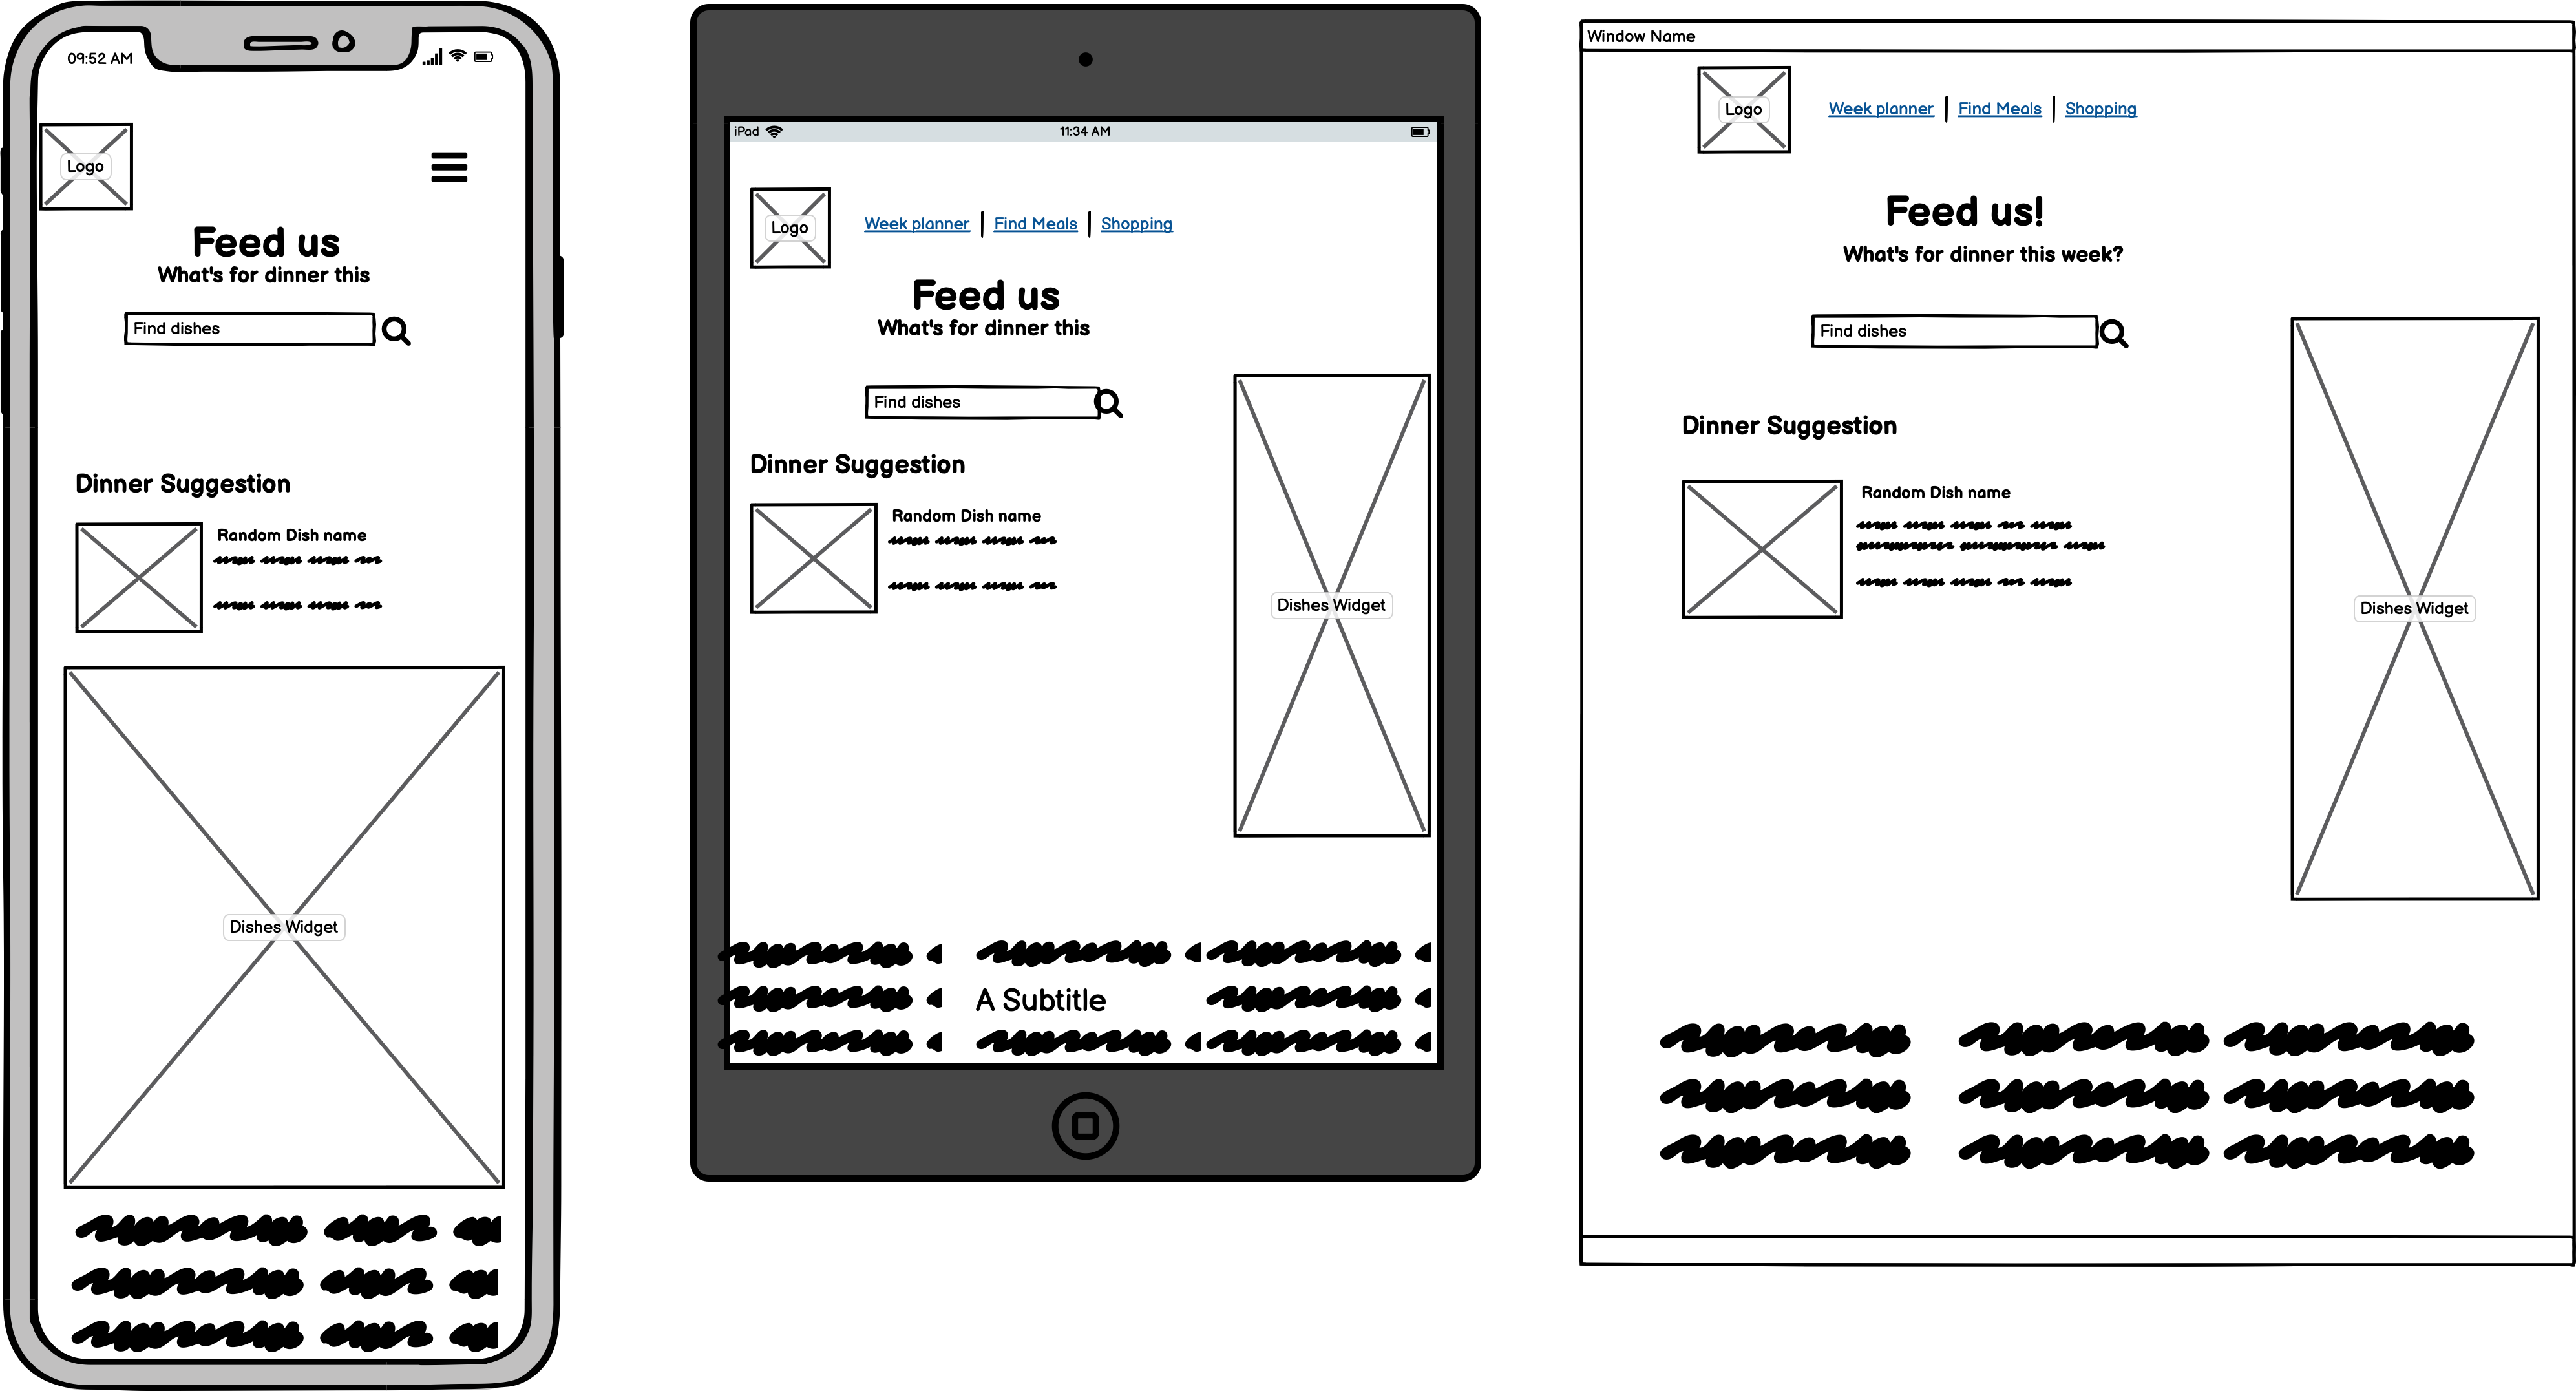 09:52 AM
Logo
Feed us
What's for dinner this
Find dishes
Dinner Suggestion
Random Dish name
Dishes Widget
iPad
11:34 AM
Logo
Week planner
Find Meals
Shopping
Feed us
What's for dinner this
Find dishes
Dinner Suggestion
Random Dish name
Dishes Widget
A Subtitle
Window Name
Logo
Week planner
Find Meals
Shopping
Feed us!
What's for dinner this week?
Find dishes
Dinner Suggestion
Random Dish name
Dishes Widget